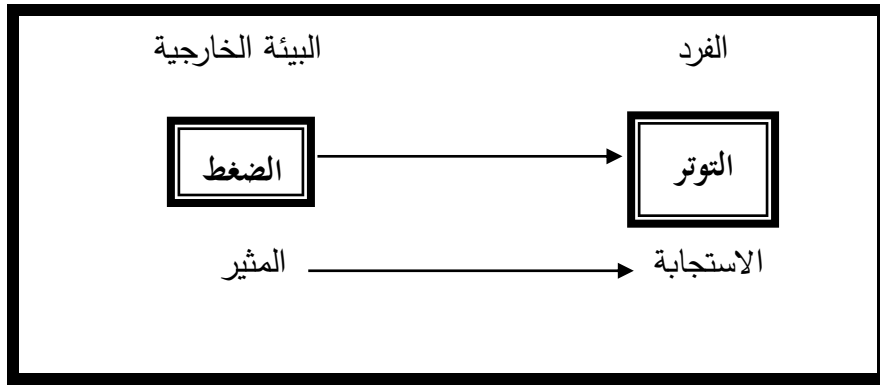 الفرد
البيئة الخارجية
التوتر
الضغط
الاستجابة
المثير